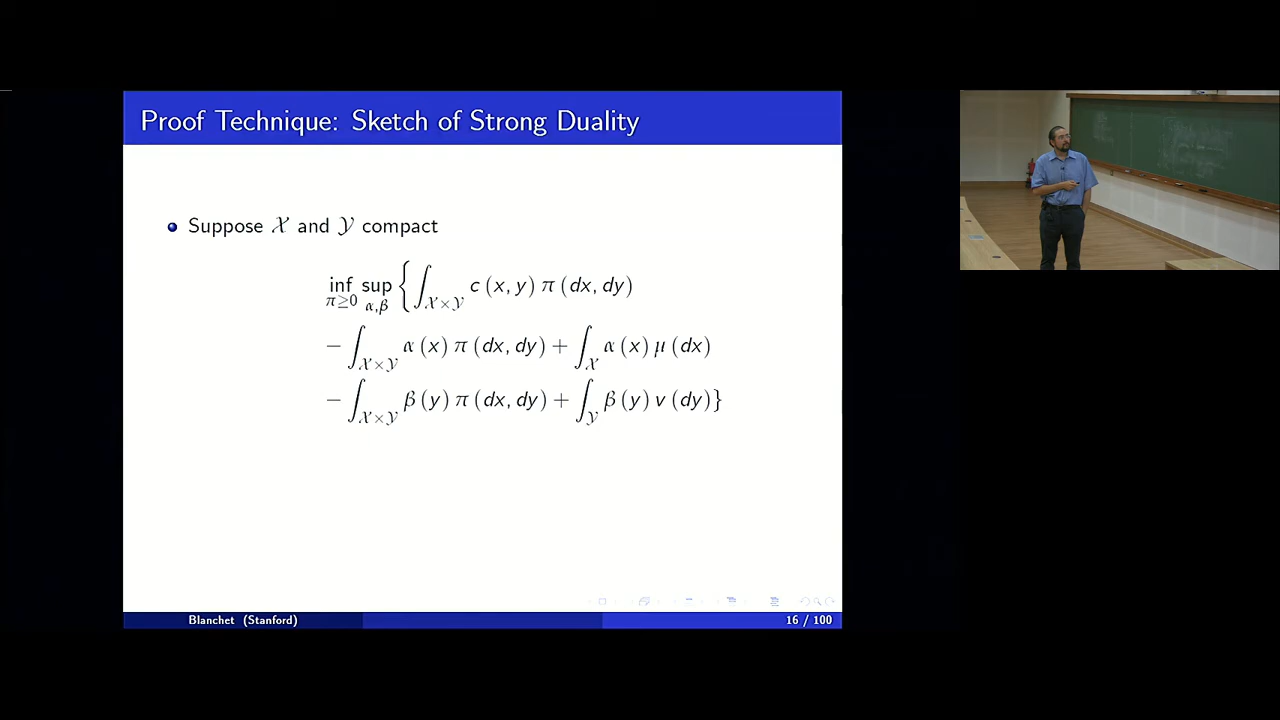 Proof Technique: Sketch of Strong Duality
Suppose 𝒳 and 𝒴 compact
inf_{π≥0} sup_{α,β} { ∫_{𝒳×𝒴} c (x, y) π (dx, dy)
− ∫_{𝒳×𝒴} α (x) π (dx, dy) + ∫_𝒳 α (x) μ (dx)
− ∫_{𝒳×𝒴} β (y) π (dx, dy) + ∫_𝒴 β (y) v (dy)}
Blanchet (Stanford)
16 / 100